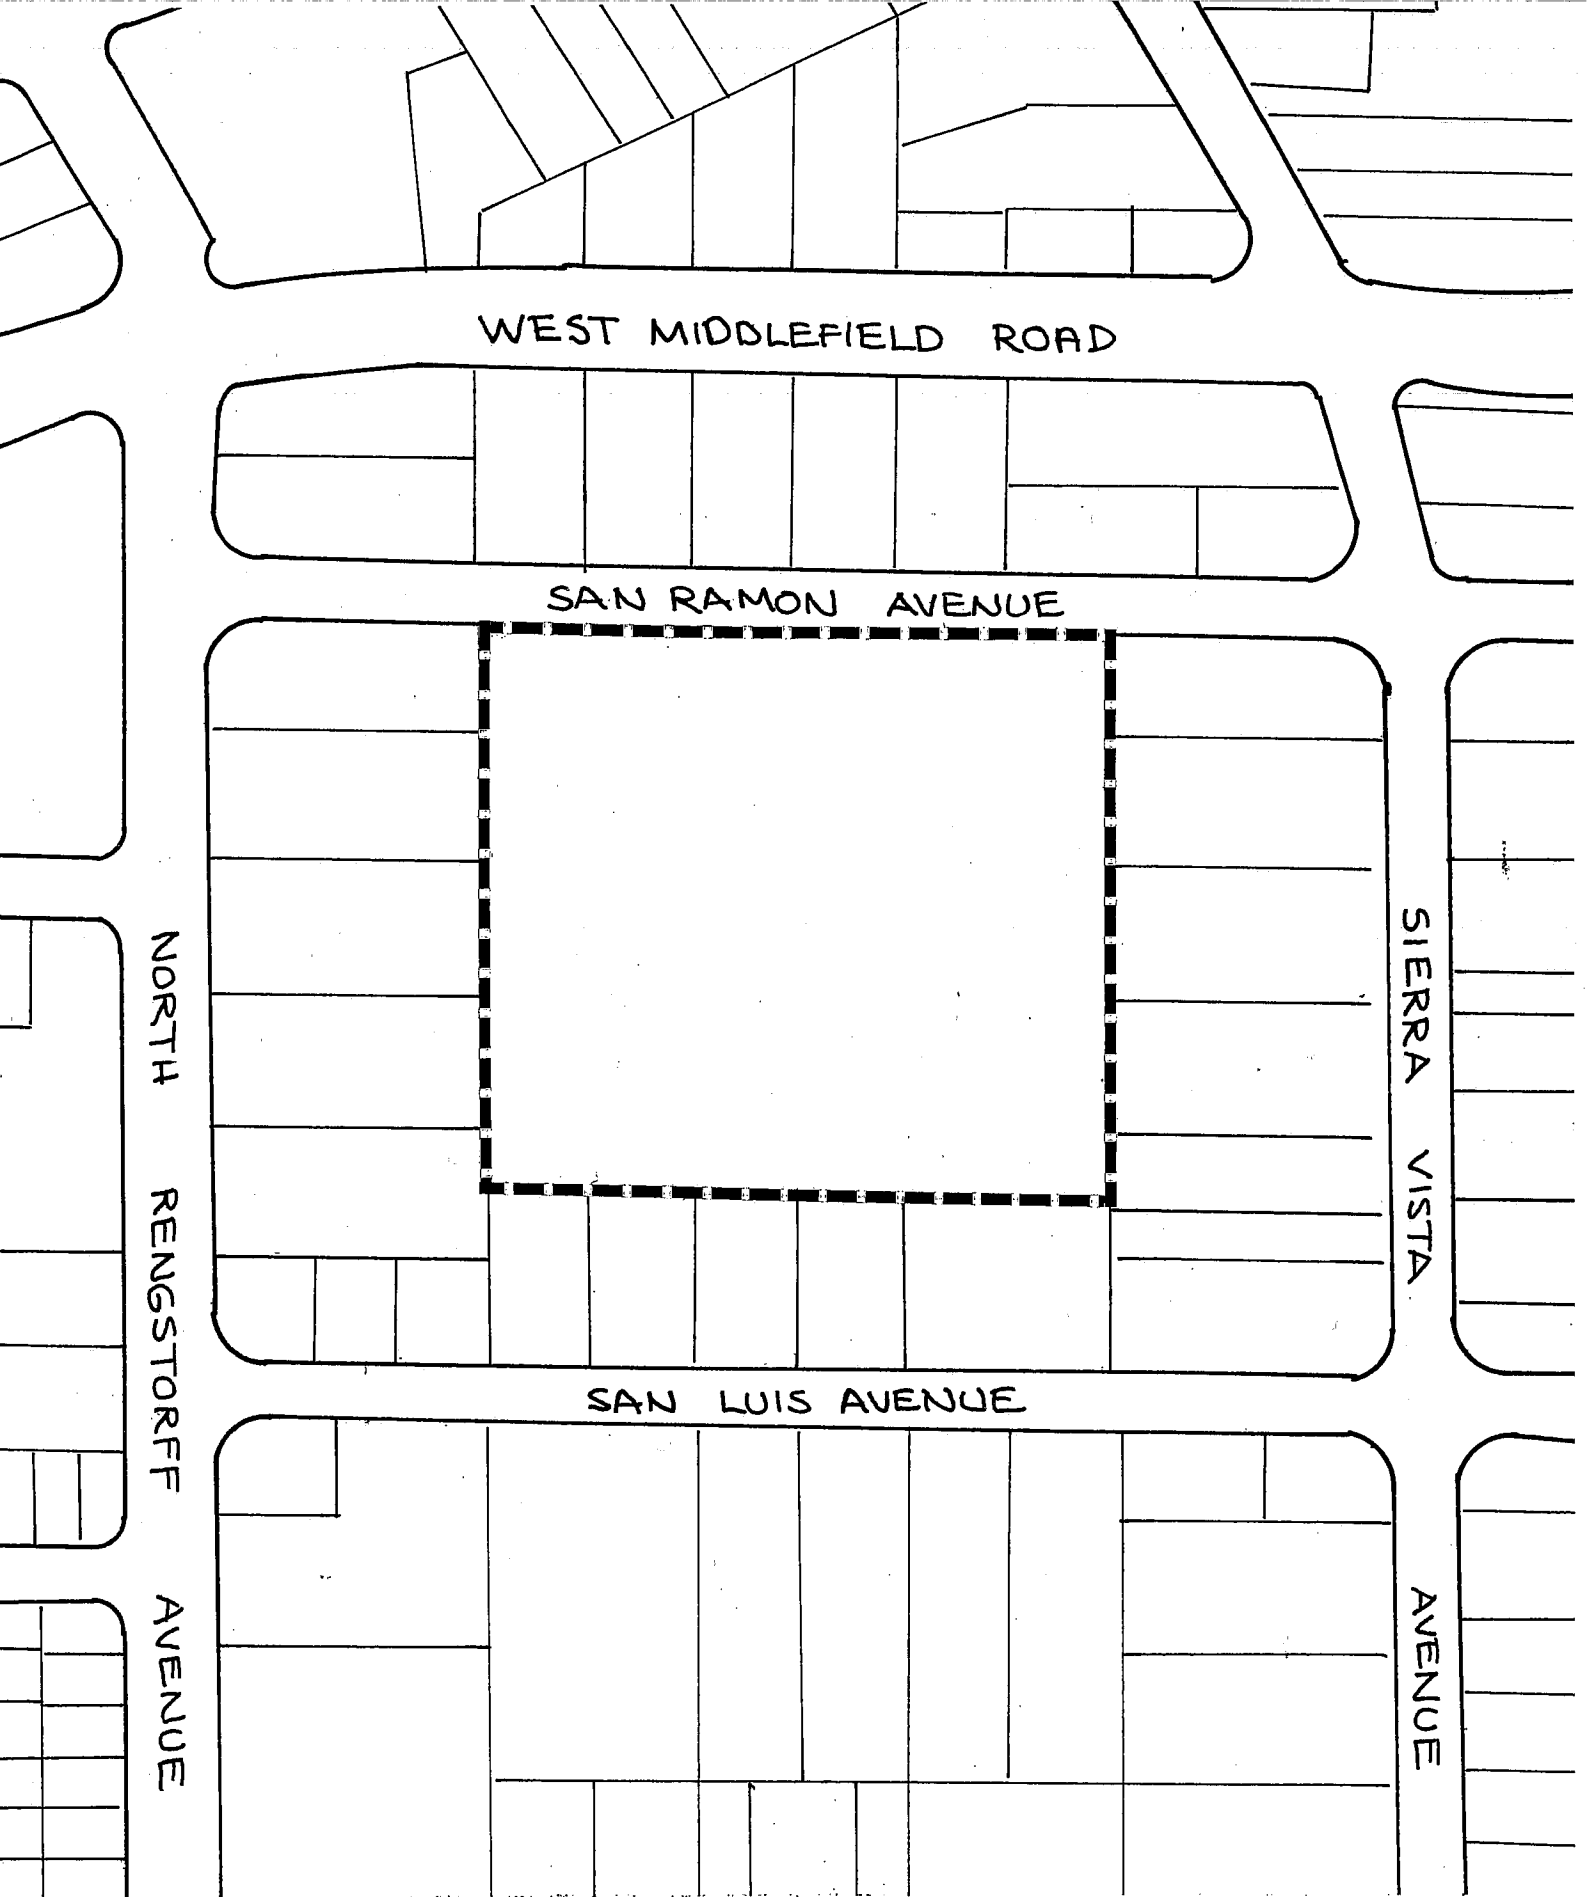 WEST MIDDLEFIELD ROAD
SAN RAMON AVENUE
NORTH RENGSTORFF AVENUE
SIERRA VISTA AVENUE
SAN LUIS AVENUE